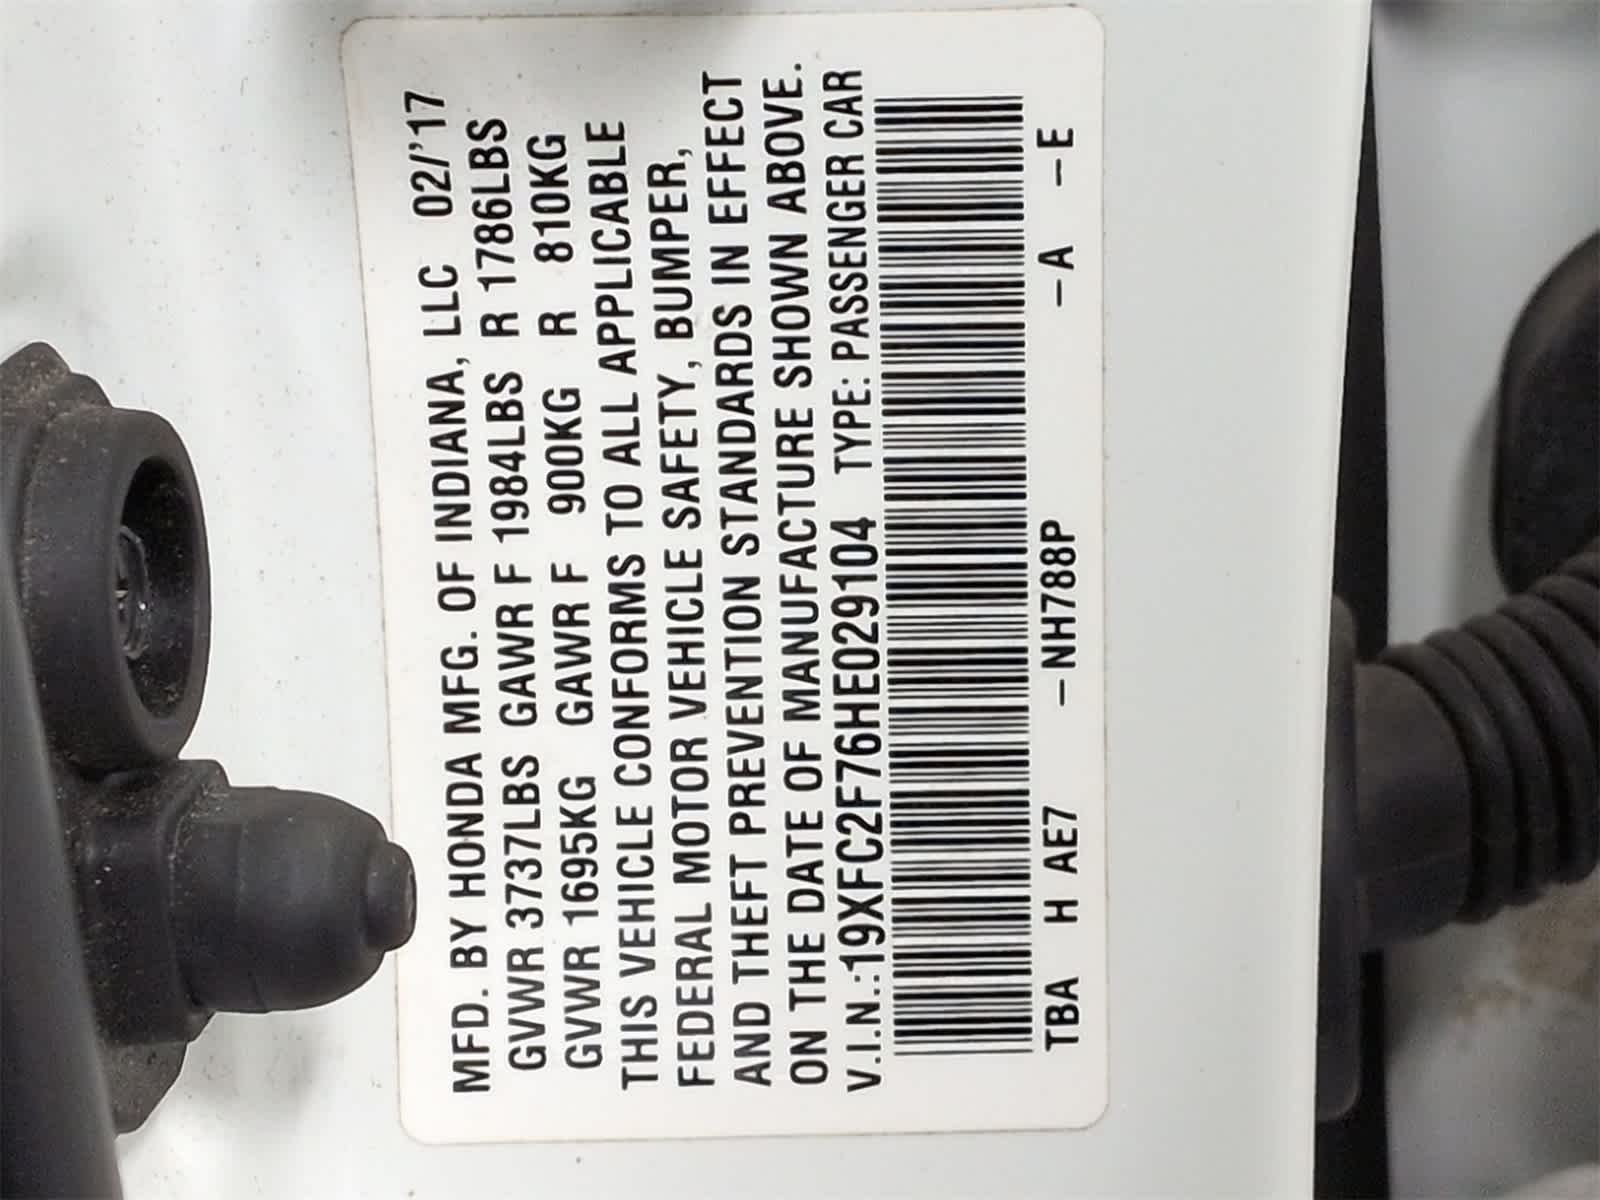 MFD. BY HONDA MFG. OF INDIANA, LLC 02/'17
GVWR 3737LBS GAWR F 1984LBS R 1786LBS
GVWR 1695KG GAWR F 900KG R 810KG
THIS VEHICLE CONFORMS TO ALL APPLICABLE
FEDERAL MOTOR VEHICLE SAFETY, BUMPER,
AND THEFT PREVENTION STANDARDS IN EFFECT
ON THE DATE OF MANUFACTURE SHOWN ABOVE.
V.I.N.:19XFC2F76HE029104 TYPE: PASSENGER CAR
TBA H AE7 –NH788P –A –E